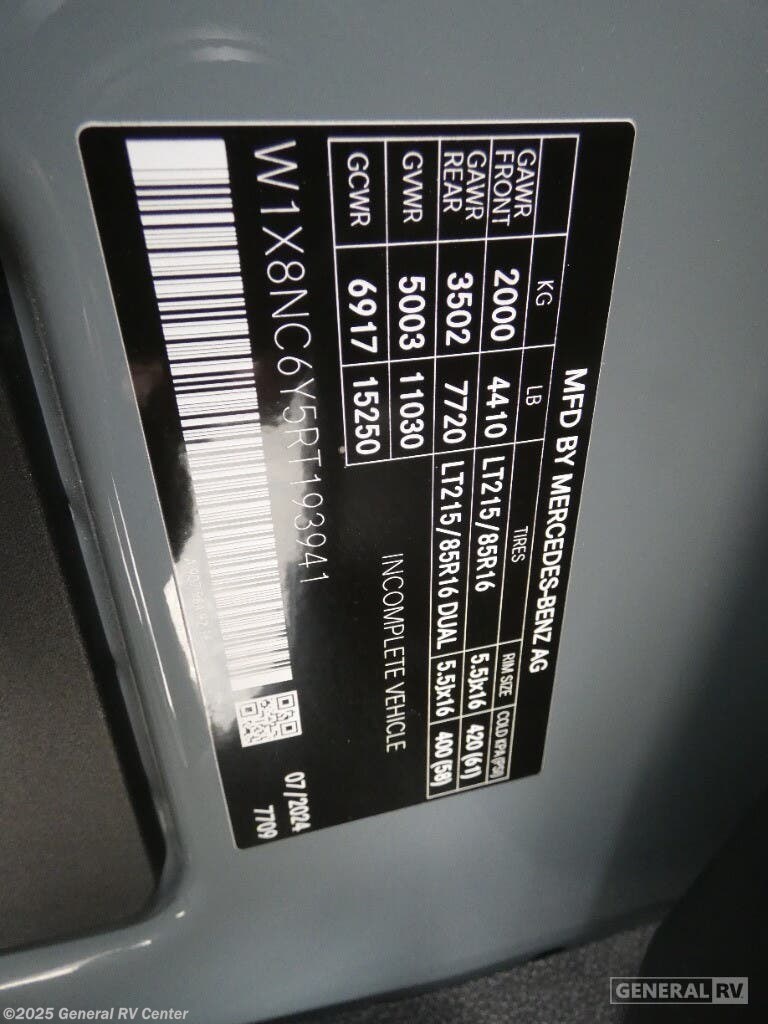 MFD BY MERCEDES-BENZ AG
KG LB TIRES RIM SIZE COLD KPA(PSI)
GAWR FRONT 2000 4410 LT215/85R16 5.5Jx16 420 (61)
GAWR REAR 3502 7720 LT215/85R16 DUAL 5.5Jx16 400 (58)
GVWR 5003 11030
GCWR 6917 15250
INCOMPLETE VEHICLE
W1X8NC6Y5RT193941
07/2024
7709
©2025 General RV Center
GENERAL RV